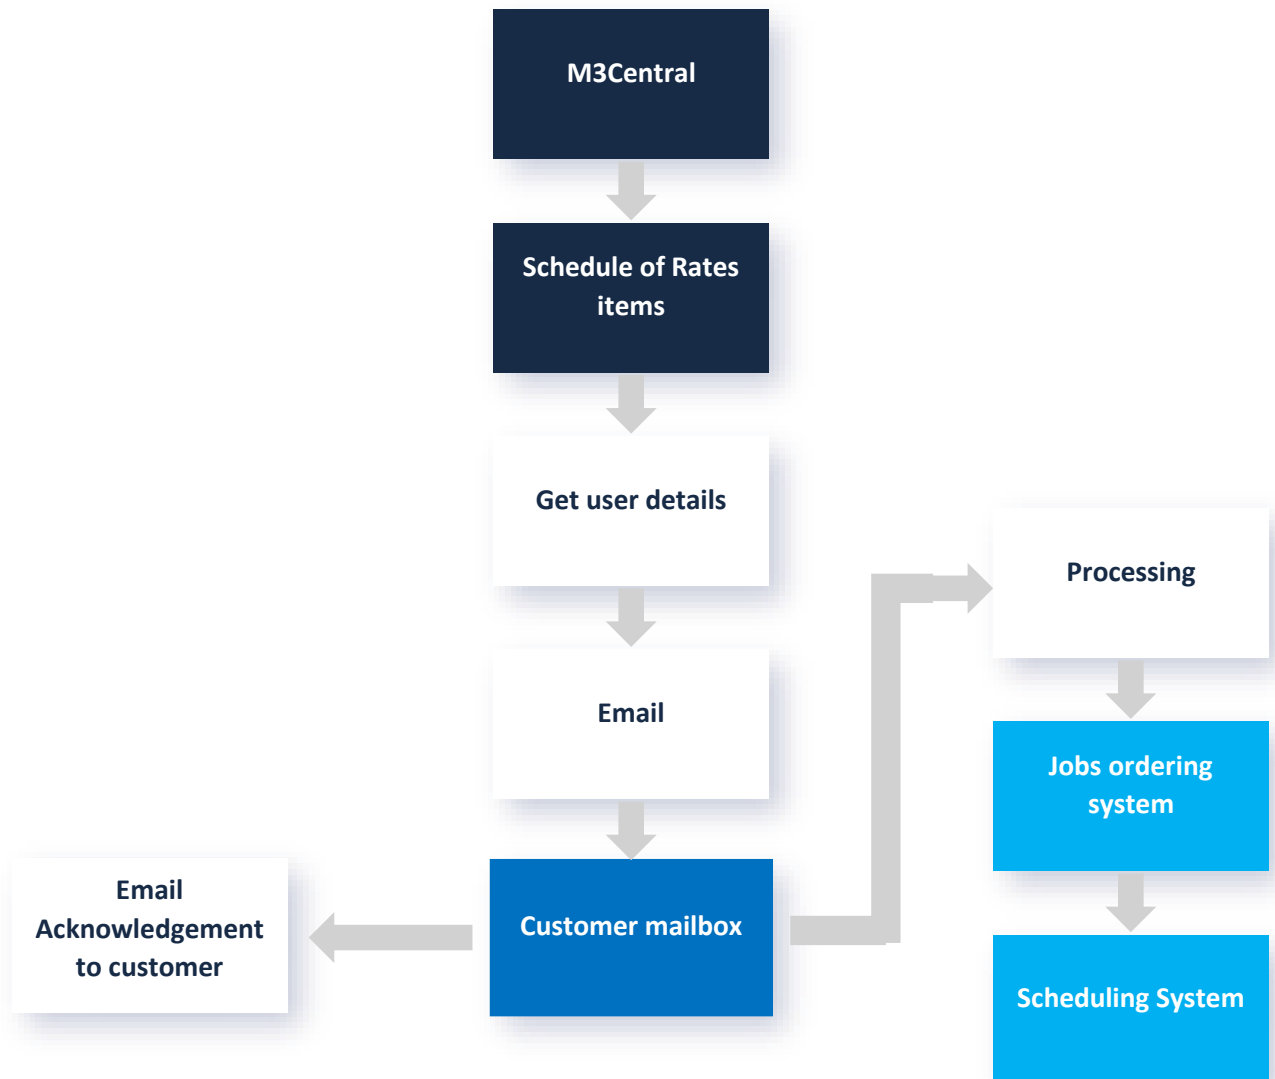 M3Central
Schedule of Rates
items
Get user details
Email
Customer mailbox
Email
Acknowledgement
to customer
Processing
Jobs ordering
system
Scheduling System